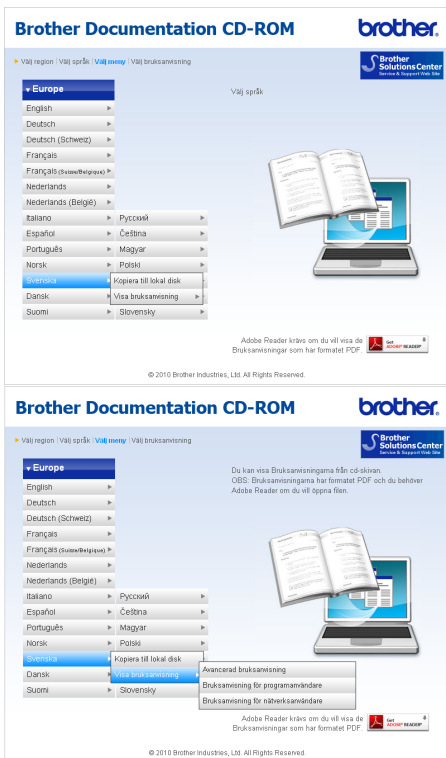 Brother Documentation CD-ROM
brother
Välj region | Välj språk | Välj meny | Välj bruksanvisning
Brother
Solutions Center
Service & Support Web Site
Europe
Välj språk
English
Deutsch
Deutsch (Schweiz)
Français
Français (Suisse/Belgique)
Nederlands
Nederlands (België)
Italiano
Русский
Español
Čeština
Português
Magyar
Norsk
Polski
Svenska
Kopiera till lokal disk
Dansk
Visa bruksanvisning
Suomi
Slovensky
Adobe Reader krävs om du vill visa de
Bruksanvisningar som har formatet PDF.
Get
ADOBE® READER®
© 2010 Brother Industries, Ltd. All Rights Reserved.
Brother Documentation CD-ROM
brother
Välj region | Välj språk | Välj meny | Välj bruksanvisning
Brother
Solutions Center
Service & Support Web Site
Europe
Du kan visa Bruksanvisningarna från cd-skivan.
OBS: Bruksanvisningarna har formatet PDF och du behöver
Adobe Reader om du vill öppna filen.
English
Deutsch
Deutsch (Schweiz)
Français
Français (Suisse/Belgique)
Nederlands
Nederlands (België)
Italiano
Русский
Español
Čeština
Português
Magyar
Norsk
Polski
Svenska
Kopiera till lokal disk
Dansk
Visa bruksanvisning
Avancerad bruksanvisning
Bruksanvisning för programanvändare
Bruksanvisning för nätverksanvändare
Suomi
Slovensky
Adobe Reader krävs om du vill visa de
Bruksanvisningar som har formatet PDF.
Get
ADOBE® READER®
© 2010 Brother Industries, Ltd. All Rights Reserved.